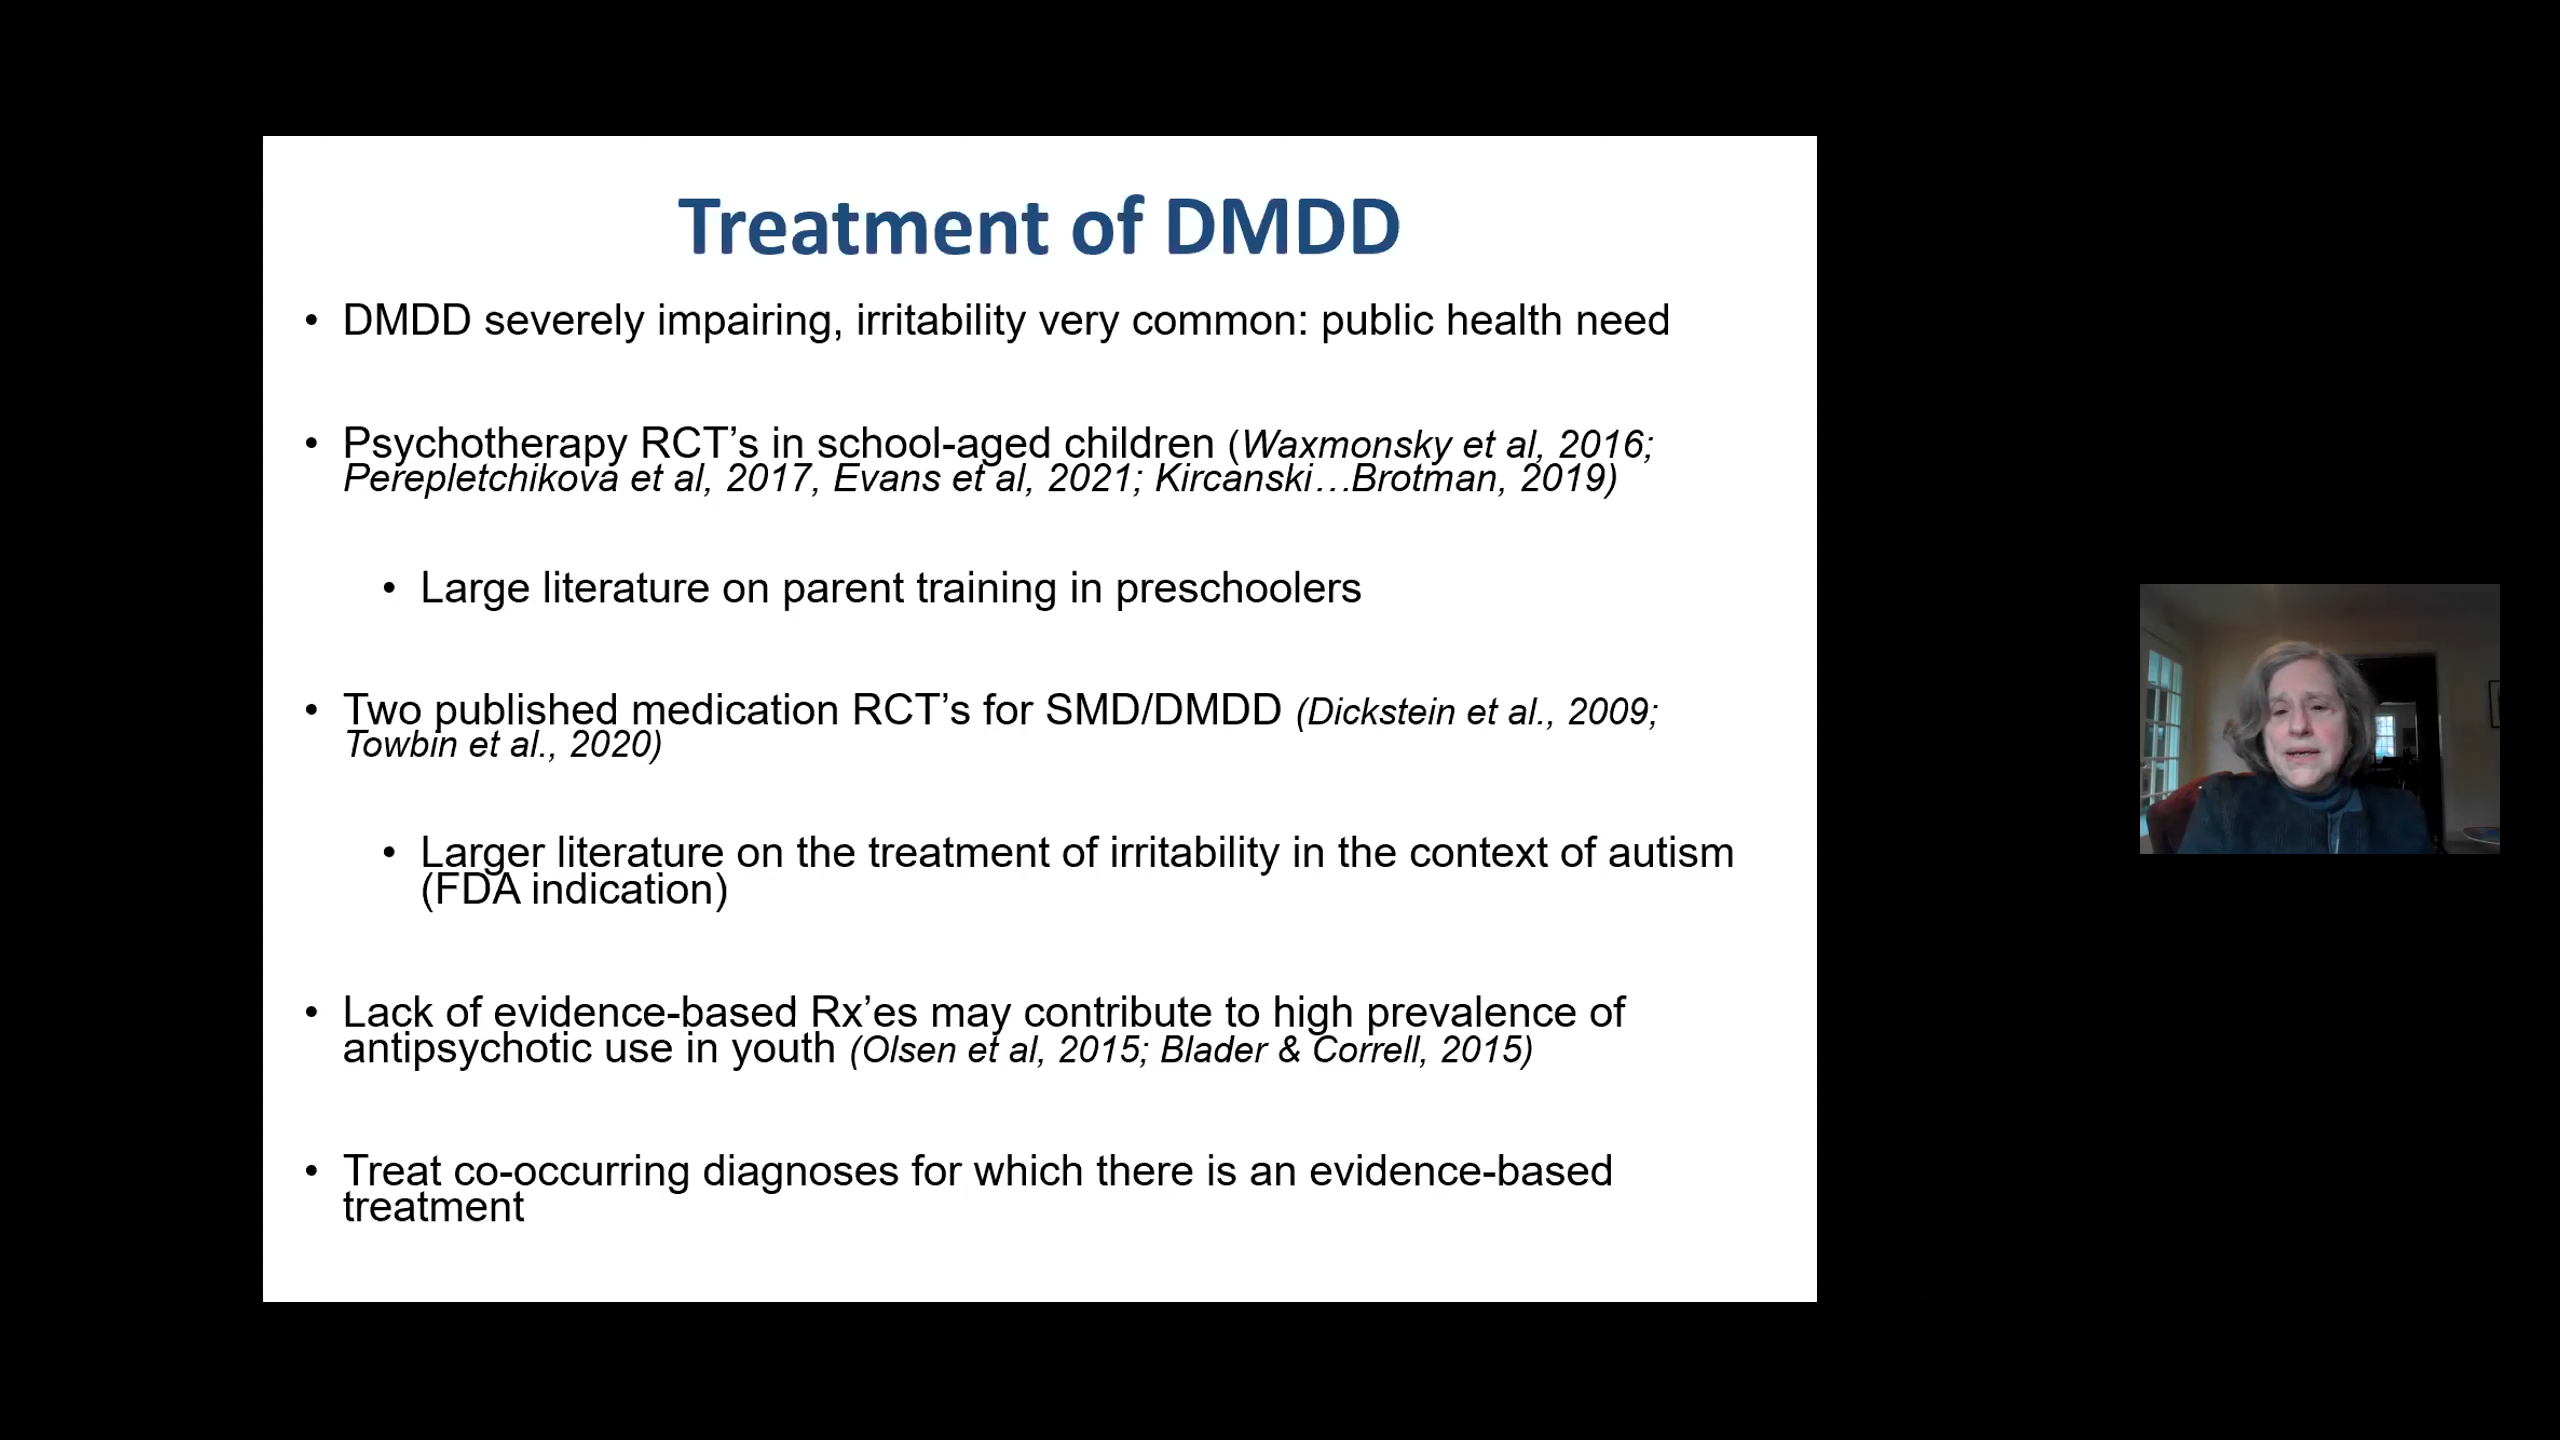 Treatment of DMDD
• DMDD severely impairing, irritability very common: public health need
• Psychotherapy RCT’s in school-aged children (Waxmonsky et al, 2016;
Perepletchikova et al, 2017, Evans et al, 2021; Kircanski…Brotman, 2019)
• Large literature on parent training in preschoolers
• Two published medication RCT’s for SMD/DMDD (Dickstein et al., 2009;
Towbin et al., 2020)
• Larger literature on the treatment of irritability in the context of autism
(FDA indication)
• Lack of evidence-based Rx’es may contribute to high prevalence of
antipsychotic use in youth (Olsen et al, 2015; Blader & Correll, 2015)
• Treat co-occurring diagnoses for which there is an evidence-based
treatment